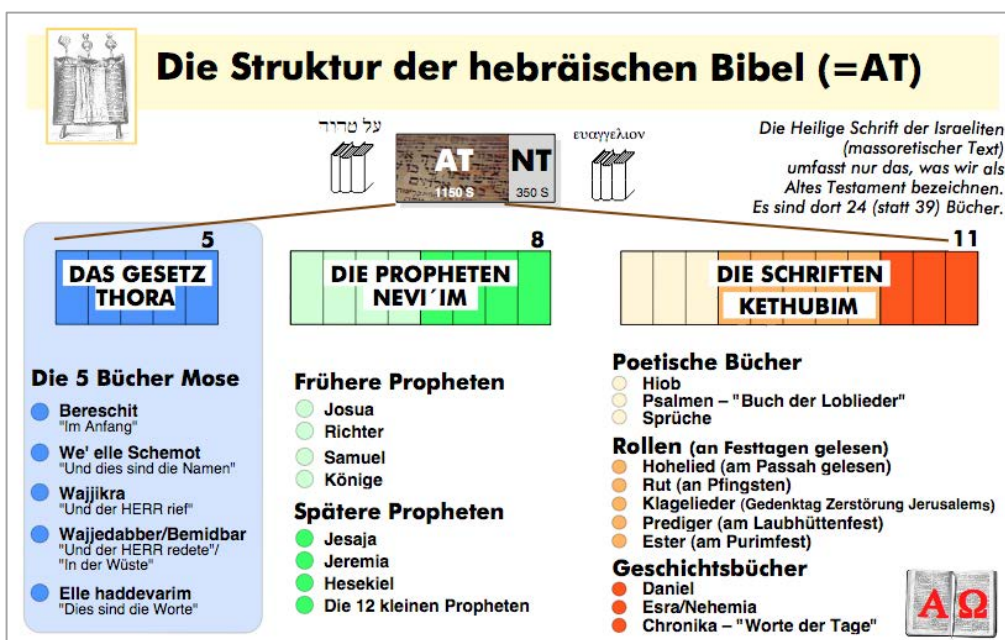 Die Struktur der hebräischen Bibel (=AT)
על טהוד
AT
1150 S
NT
350 S
ευαγγελιον
Die Heilige Schrift der Israeliten
(massoretischer Text)
umfasst nur das, was wir als
Altes Testament bezeichnen.
Es sind dort 24 (statt 39) Bücher.
5
DAS GESETZ
THORA
8
DIE PROPHETEN
NEVI´IM
11
DIE SCHRIFTEN
KETHUBIM
Die 5 Bücher Mose
Bereschit
"Im Anfang"
We' elle Schemot
"Und dies sind die Namen"
Wajjikra
"Und der HERR rief"
Wajjedabber/Bemidbar
"Und der HERR redete"/
"In der Wüste"
Elle haddevarim
"Dies sind die Worte"
Frühere Propheten
Josua
Richter
Samuel
Könige
Spätere Propheten
Jesaja
Jeremia
Hesekiel
Die 12 kleinen Propheten
Poetische Bücher
Hiob
Psalmen – "Buch der Loblieder"
Sprüche
Rollen (an Festtagen gelesen)
Hohelied (am Passah gelesen)
Rut (an Pfingsten)
Klagelieder (Gedenktag Zerstörung Jerusalems)
Prediger (am Laubhüttenfest)
Ester (am Purimfest)
Geschichtsbücher
Daniel
Esra/Nehemia
Chronika – "Worte der Tage"
Α Ω